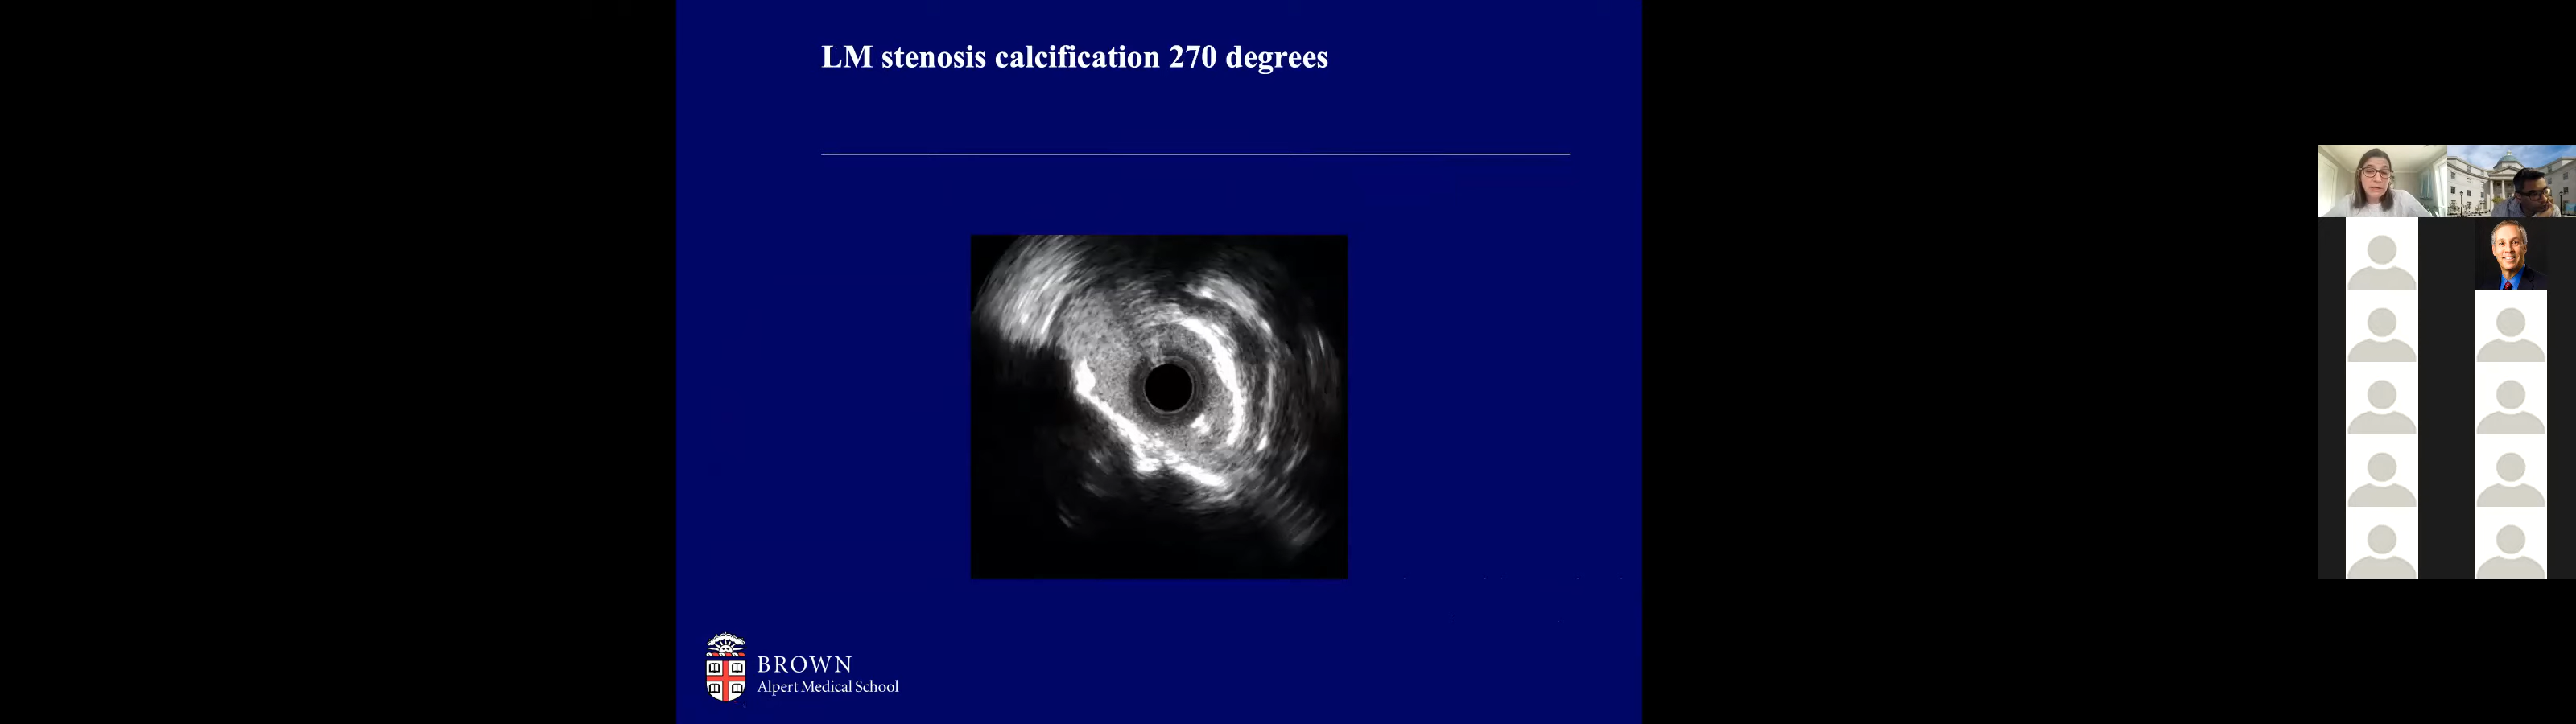 LM stenosis calcification 270 degrees
BROWN
Alpert Medical School